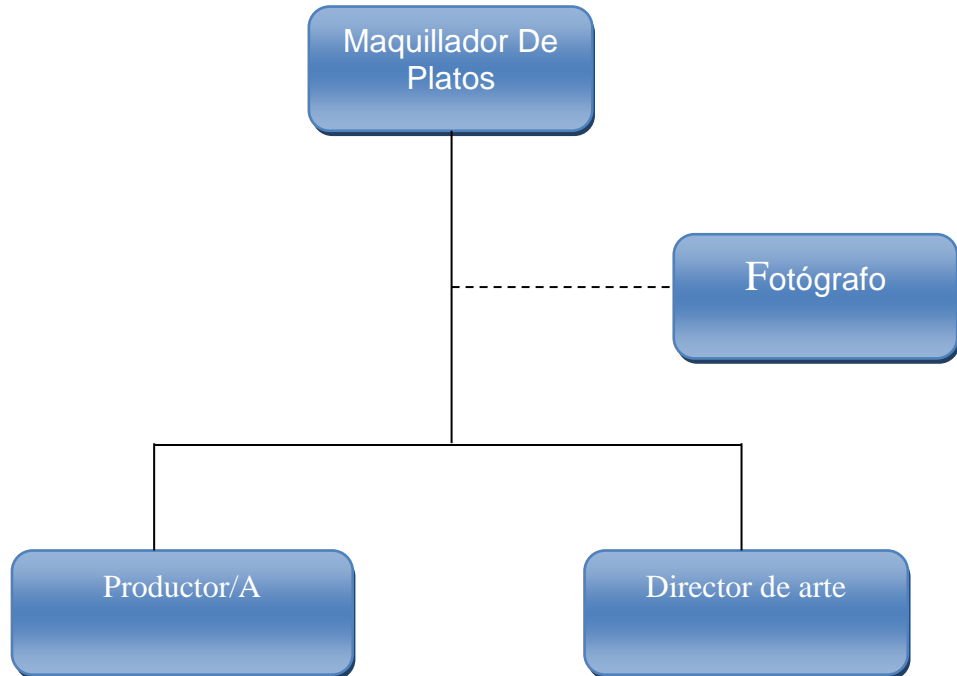 Maquillador De
Platos
Fotógrafo
Productor/A
Director de arte